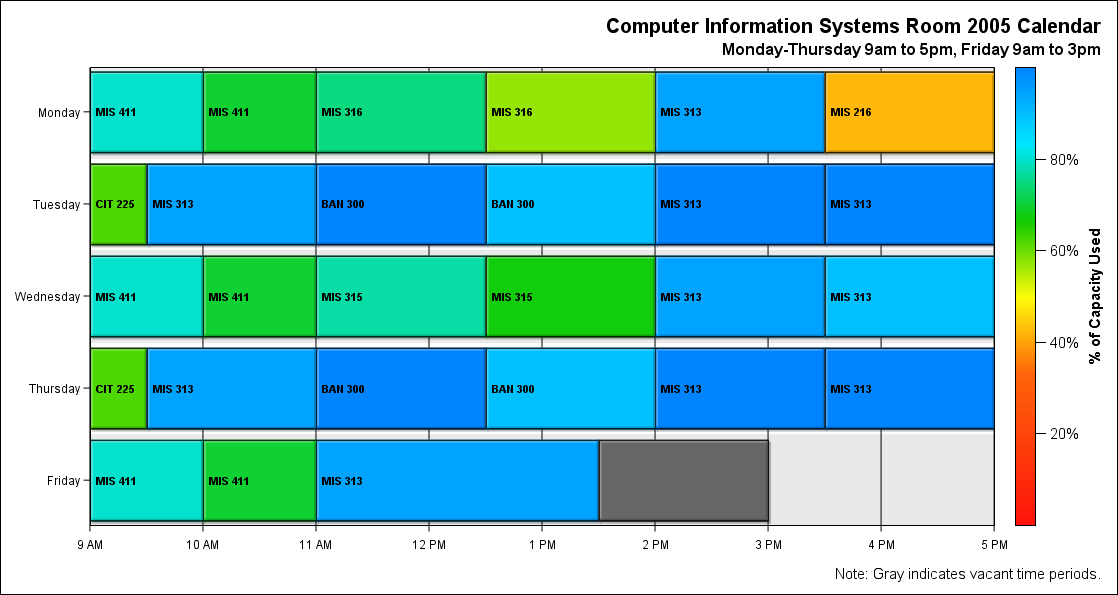 Computer Information Systems Room 2005 Calendar
Monday-Thursday 9am to 5pm, Friday 9am to 3pm
Monday MIS 411 MIS 411 MIS 316 MIS 316 MIS 313 MIS 216
80%
Tuesday CIT 225 MIS 313 BAN 300 BAN 300 MIS 313 MIS 313
60%
% of Capacity Used
Wednesday MIS 411 MIS 411 MIS 315 MIS 315 MIS 313 MIS 313
40%
Thursday CIT 225 MIS 313 BAN 300 BAN 300 MIS 313 MIS 313
20%
Friday MIS 411 MIS 411 MIS 313
9 AM 10 AM 11 AM 12 PM 1 PM 2 PM 3 PM 4 PM 5 PM
Note: Gray indicates vacant time periods.